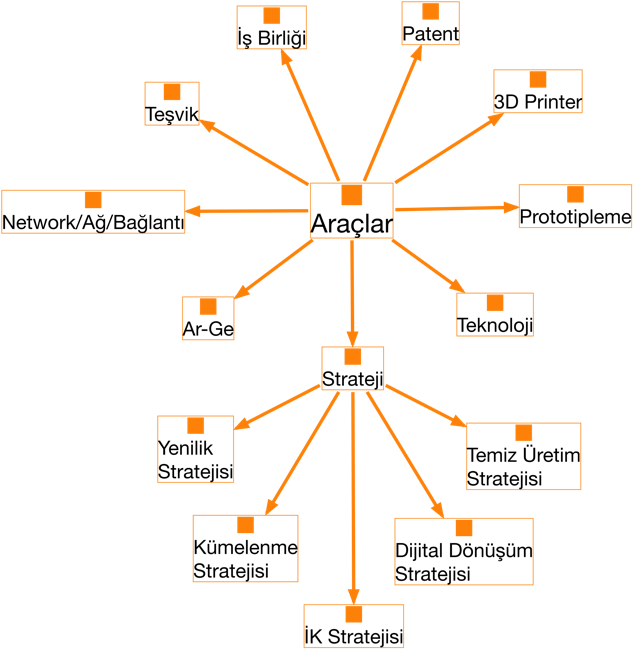 İş Birliği
Patent
3D Printer
Teşvik
Network/Ağ/Bağlantı
Araçlar
Prototipleme
Ar-Ge
Teknoloji
Strateji
Yenilik
Stratejisi
Temiz Üretim
Stratejisi
Kümelenme
Stratejisi
Dijital Dönüşüm
Stratejisi
İK Stratejisi